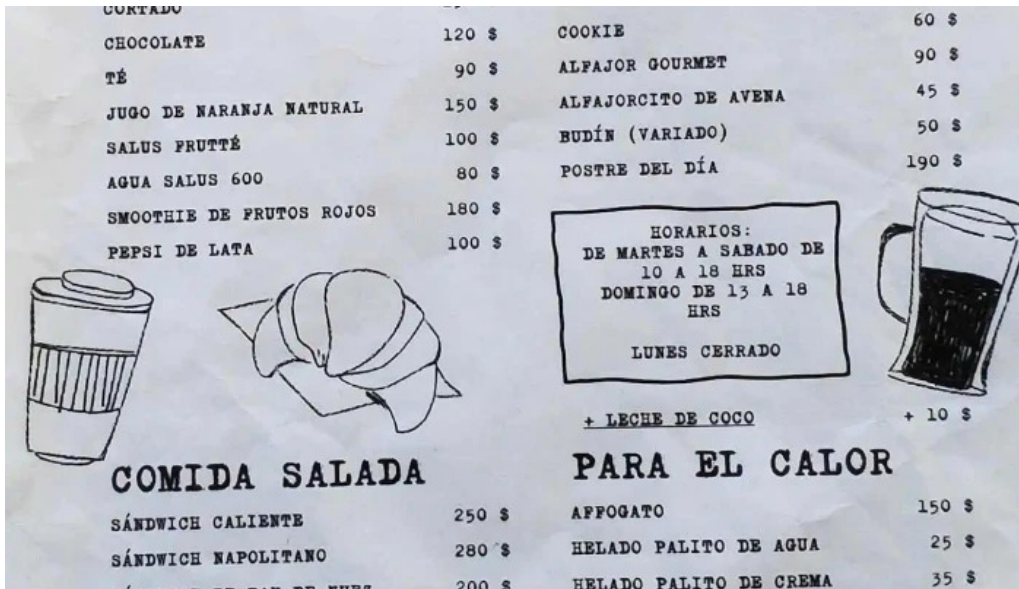 CORTADO
CHOCOLATE 120 $
TÉ 90 $
JUGO DE NARANJA NATURAL 150 $
SALUS FRUTTÉ 100 $
AGUA SALUS 600 80 $
SMOOTHIE DE FRUTOS ROJOS 180 $
PEPSI DE LATA 100 $
COMIDA SALADA
SÁNDWICH CALIENTE 250 $
SÁNDWICH NAPOLITANO 280 $
200 $
COOKIE 60 $
ALFAJOR GOURMET 90 $
ALFAJORCITO DE AVENA 45 $
BUDÍN (VARIADO) 50 $
POSTRE DEL DÍA 190 $
HORARIOS:
DE MARTES A SABADO DE
10 A 18 HRS
DOMINGO DE 13 A 18
HRS
LUNES CERRADO
+ LECHE DE COCO + 10 $
PARA EL CALOR
AFFOGATO 150 $
HELADO PALITO DE AGUA 25 $
HELADO PALITO DE CREMA 35 $